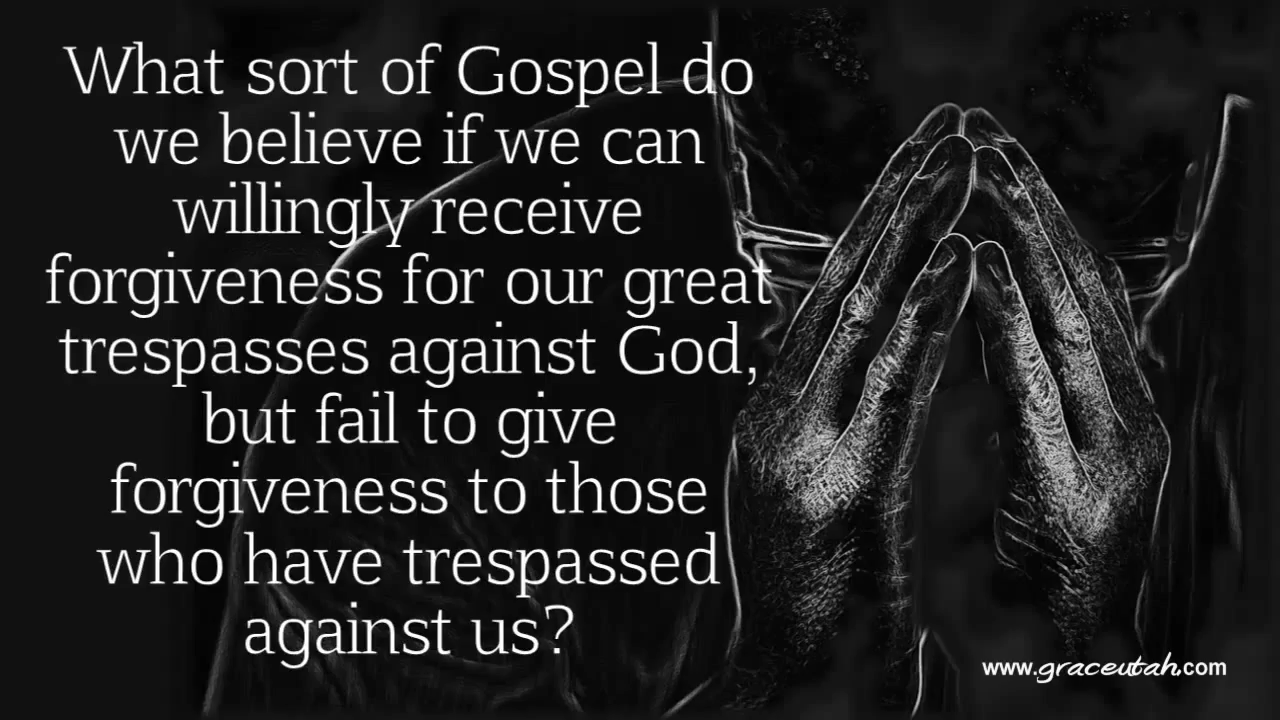 What sort of Gospel do
we believe if we can
willingly receive
forgiveness for our great
trespasses against God,
but fail to give
forgiveness to those
who have trespassed
against us?
www.graceutah.com